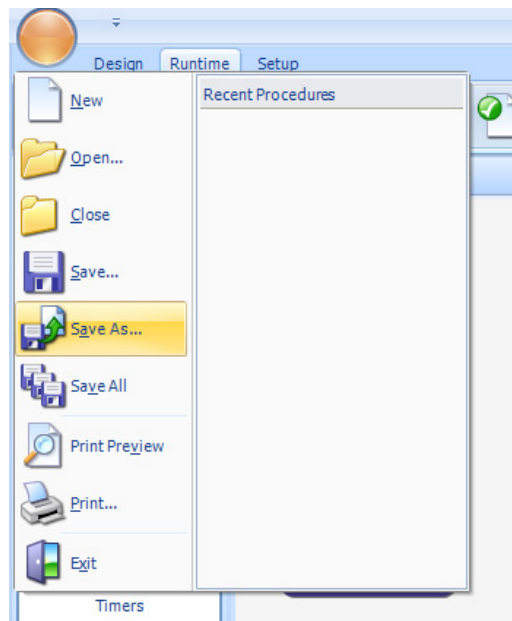 Design Runtime Setup
New
Recent Procedures
Open...
Close
Save...
Save As...
Save All
Print Preview
Print...
Exit
Timers